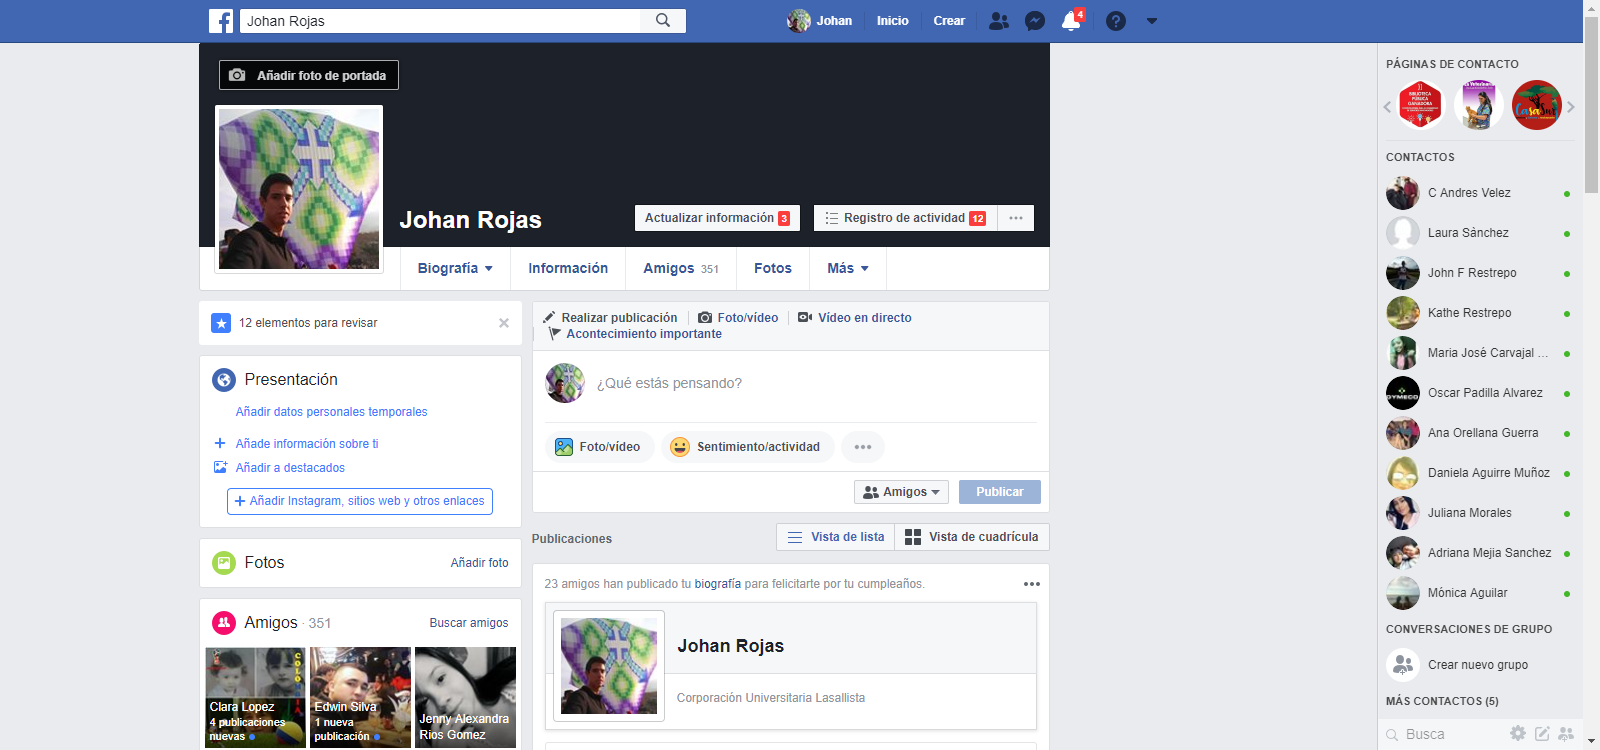 Johan Rojas
Johan
Inicio
Crear
4
Añadir foto de portada
Johan Rojas
Actualizar información 3
Registro de actividad 12
Biografía
Información
Amigos 351
Fotos
Más
12 elementos para revisar
Presentación
Añadir datos personales temporales
Añade información sobre ti
Añadir a destacados
+ Añadir Instagram, sitios web y otros enlaces
Fotos
Añadir foto
Amigos · 351
Buscar amigos
Clara Lopez
4 publicaciones
nuevas
Edwin Silva
1 nueva
publicación
Jenny Alexandra
Rios Gomez
Realizar publicación
Foto/vídeo
Vídeo en directo
Acontecimiento importante
¿Qué estás pensando?
Foto/vídeo
Sentimiento/actividad
Amigos
Publicar
Publicaciones
Vista de lista
Vista de cuadrícula
23 amigos han publicado tu biografía para felicitarte por tu cumpleaños.
Johan Rojas
Corporación Universitaria Lasallista
PÁGINAS DE CONTACTO
BIBLIOTECA
PÚBLICA
GANADORA
CaSaSur
CONTACTOS
C Andres Velez
Laura Sánchez
John F Restrepo
Kathe Restrepo
Maria José Carvajal ...
Oscar Padilla Alvarez
Ana Orellana Guerra
Daniela Aguirre Muñoz
Juliana Morales
Adriana Mejia Sanchez
Mónica Aguilar
CONVERSACIONES DE GRUPO
Crear nuevo grupo
MÁS CONTACTOS (5)
Busca